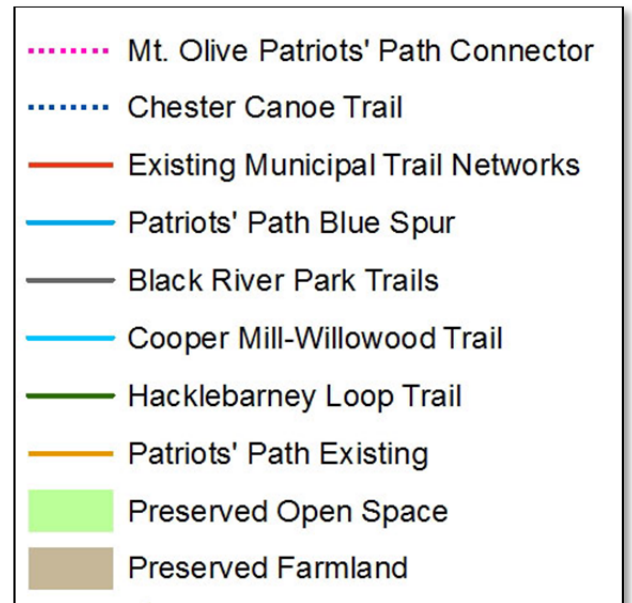 Mt. Olive Patriots' Path Connector
Chester Canoe Trail
Existing Municipal Trail Networks
Patriots' Path Blue Spur
Black River Park Trails
Cooper Mill-Willowood Trail
Hacklebarney Loop Trail
Patriots' Path Existing
Preserved Open Space
Preserved Farmland